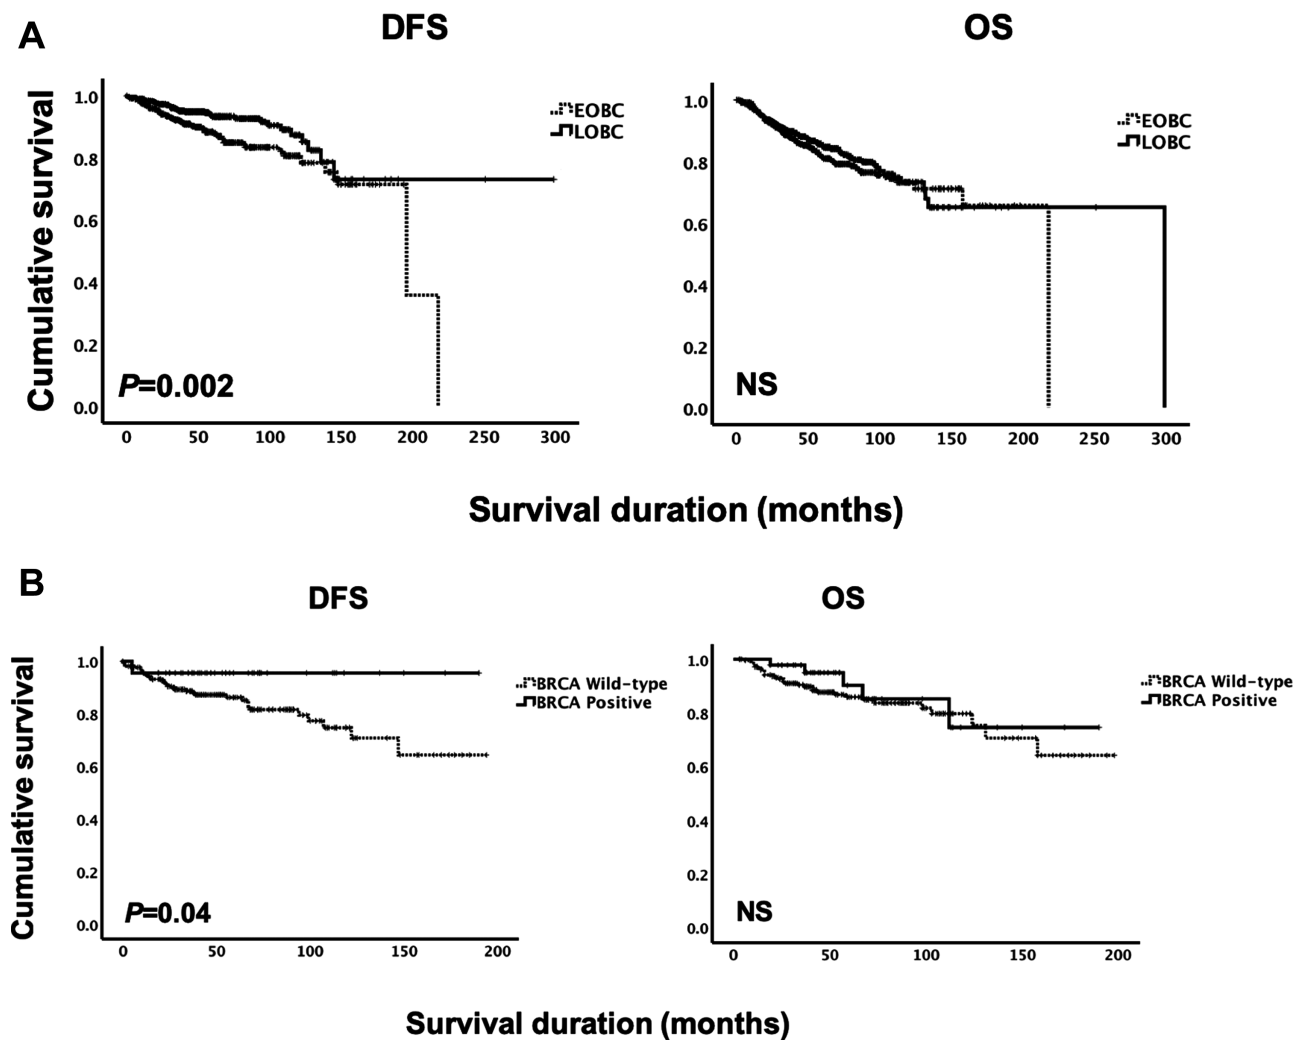 A
DFS
OS
Cumulative survival
1.0
0.8
0.6
0.4
0.2
0.0
EOBC
LOBC
P=0.002
0 50 100 150 200 250 300
1.0
0.8
0.6
0.4
0.2
0.0
EOBC
LOBC
NS
0 50 100 150 200 250 300
Survival duration (months)
B
DFS
OS
Cumulative survival
1.0
0.8
0.6
0.4
0.2
0.0
BRCA Wild-type
BRCA Positive
P=0.04
0 50 100 150 200
1.0
0.8
0.6
0.4
0.2
0.0
BRCA Wild-type
BRCA Positive
NS
0 50 100 150 200
Survival duration (months)